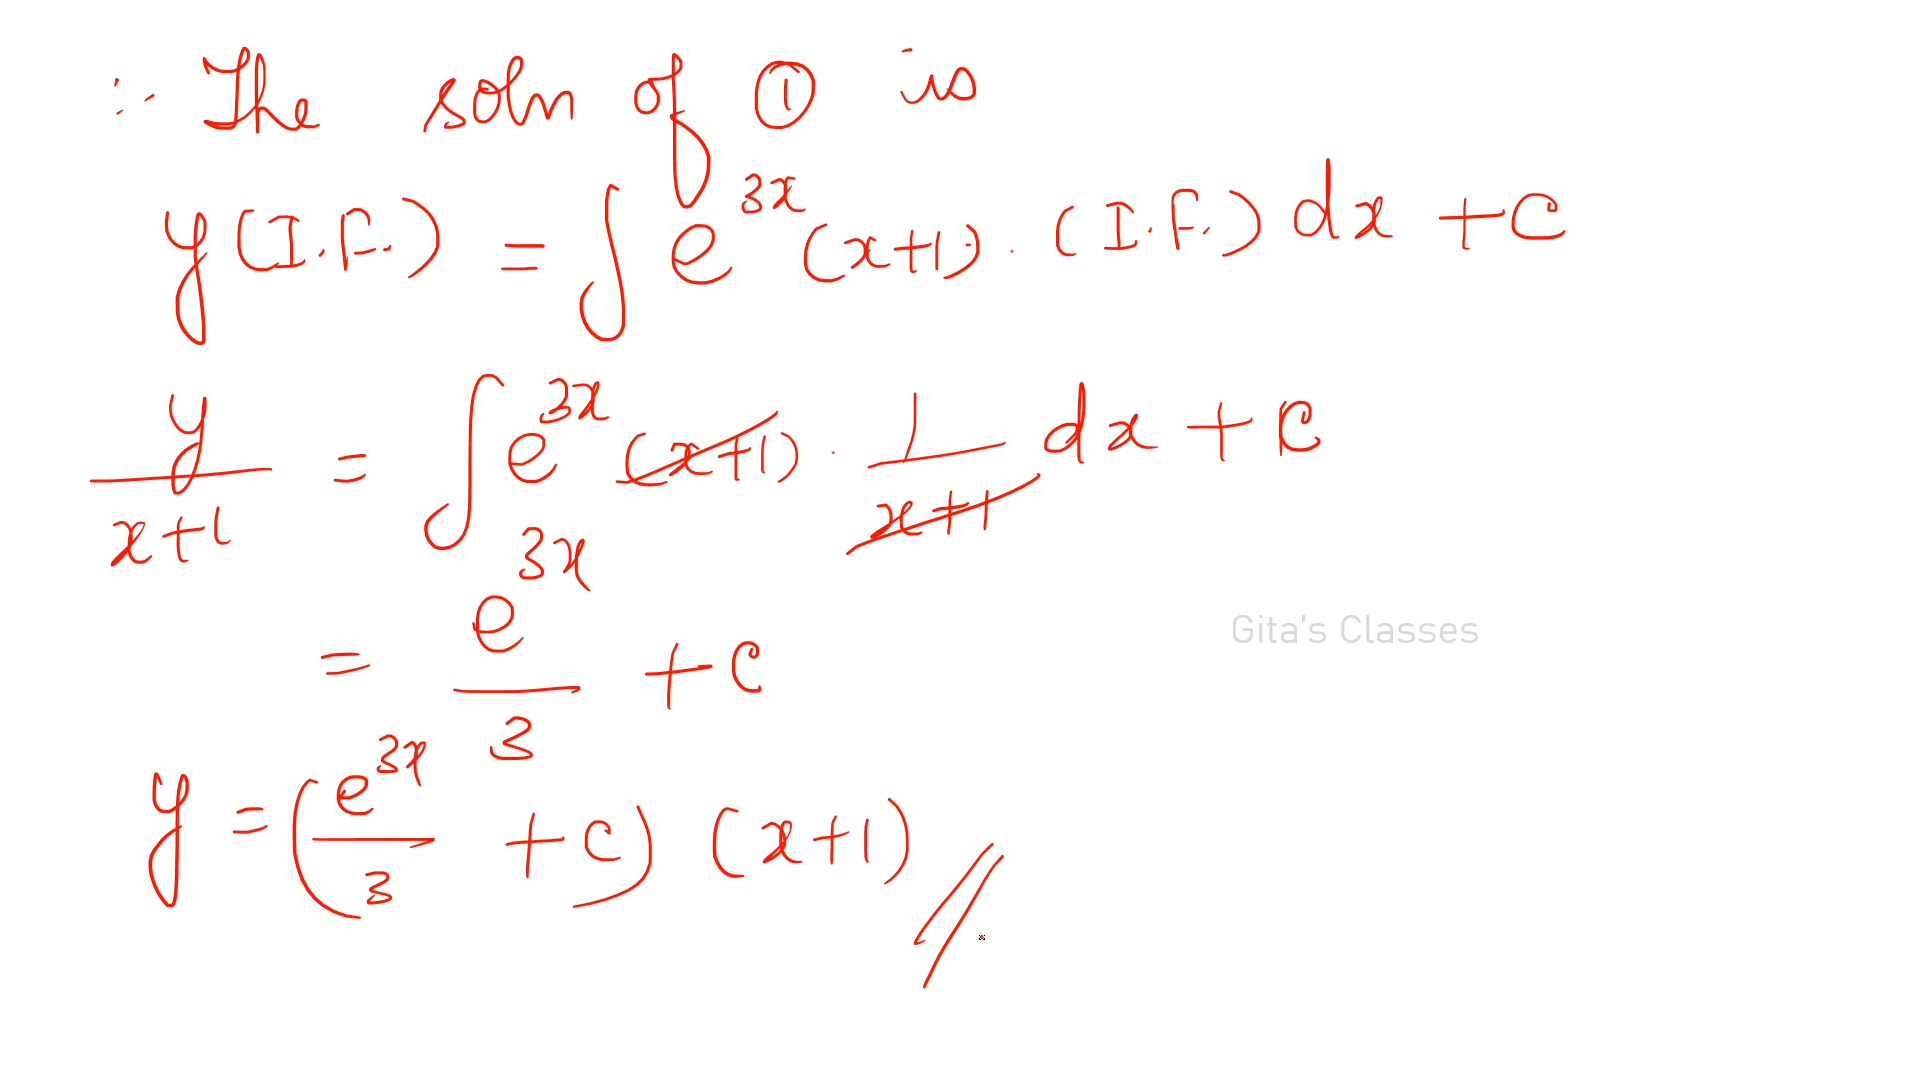 ∴ The soln of ① is
y (I.F.) = ∫ e^{3x} (x+1) · (I.F.) dx + C
y/(x+1) = ∫ e^{3x} (x+1) · 1/(x+1) dx + C
= e^{3x}/3 + C
Gita's Classes
y = (e^{3x}/3 + C) (x+1) //